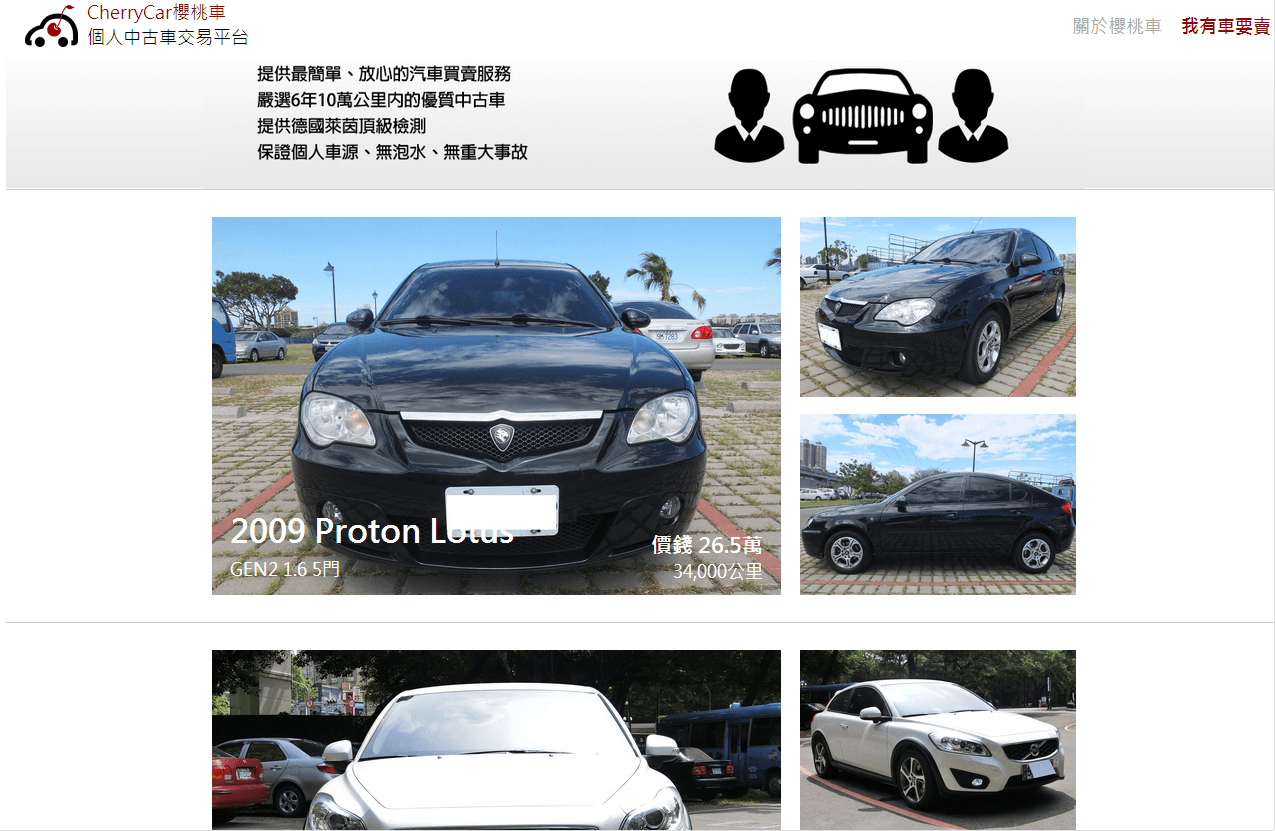 CherryCar櫻桃車
個人中古車交易平台
關於櫻桃車
我有車要賣
提供最簡單、放心的汽車買賣服務
嚴選6年10萬公里内的優質中古車
提供德國萊茵頂級檢測
保證個人車源、無泡水、無重大事故
2009 Proton Lotus
GEN2 1.6 5門
價錢 26.5萬
34,000公里